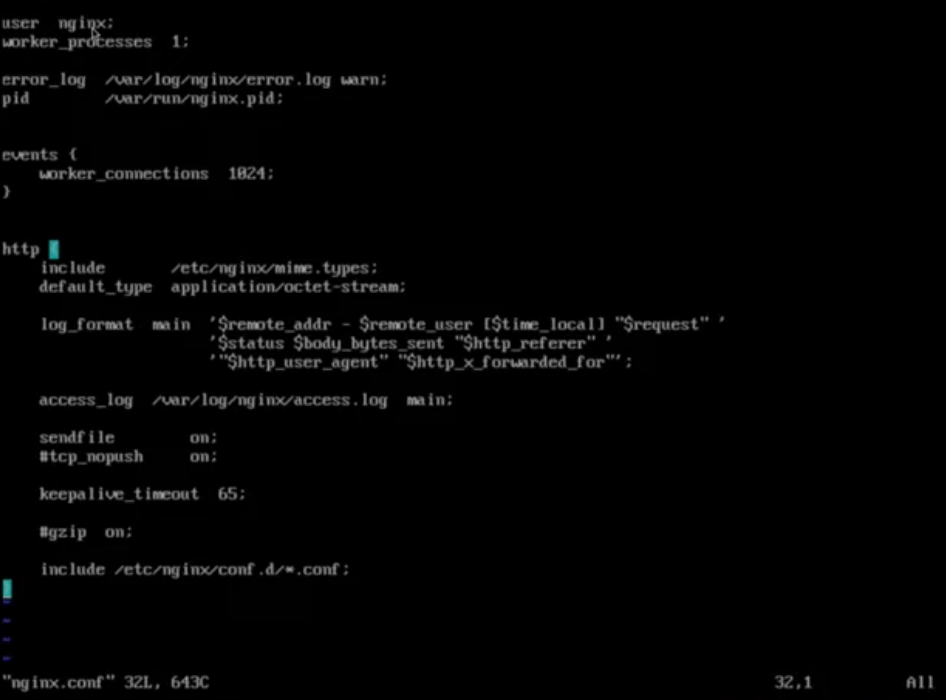 user  nginx;
worker_processes  1;

error_log  /var/log/nginx/error.log warn;
pid        /var/run/nginx.pid;


events {
    worker_connections  1024;
}


http {
    include       /etc/nginx/mime.types;
    default_type  application/octet-stream;

    log_format  main  '$remote_addr - $remote_user [$time_local] "$request" '
                      '$status $body_bytes_sent "$http_referer" '
                      '"$http_user_agent" "$http_x_forwarded_for"';

    access_log  /var/log/nginx/access.log  main;

    sendfile        on;
    #tcp_nopush     on;

    keepalive_timeout  65;

    #gzip  on;

    include /etc/nginx/conf.d/*.conf;
}
~
~
~
~
"nginx.conf" 32L, 643C                                    32,1          All